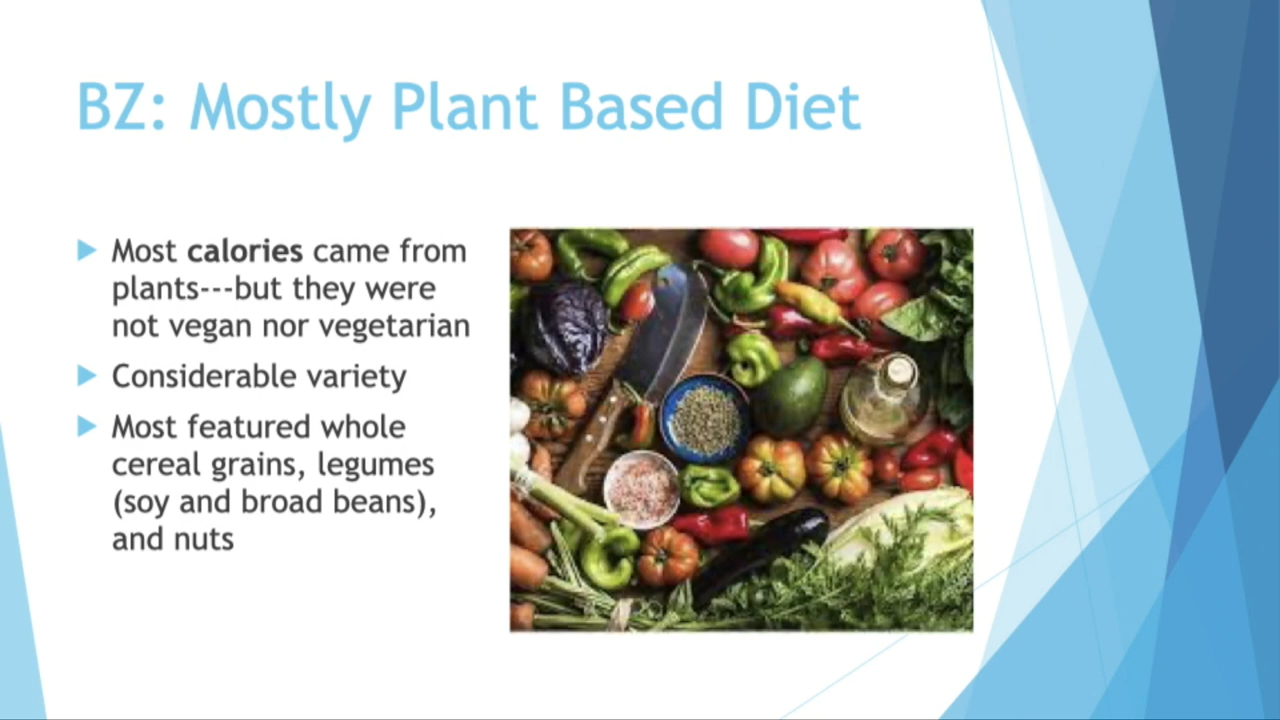 BZ: Mostly Plant Based Diet
Most calories came from
plants---but they were
not vegan nor vegetarian
Considerable variety
Most featured whole
cereal grains, legumes
(soy and broad beans),
and nuts